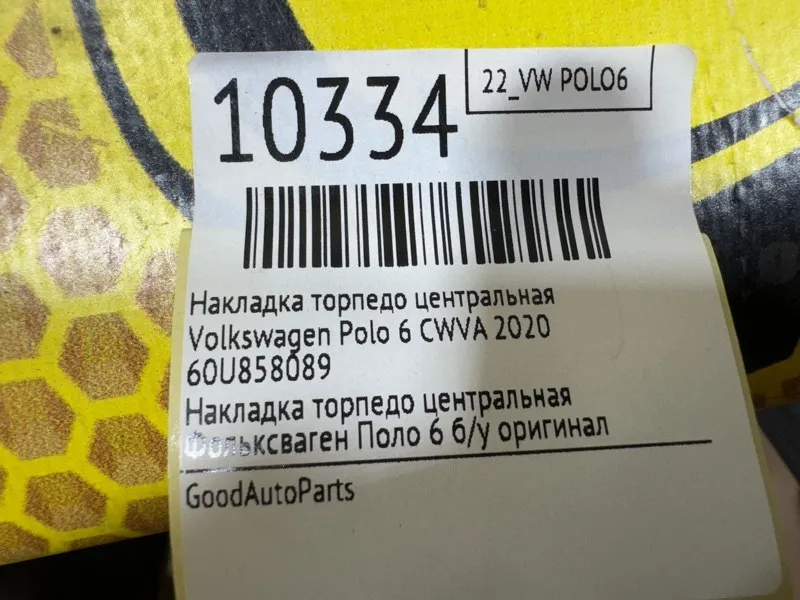 10334
22_VW POLO6
Накладка торпедо центральная
Volkswagen Polo 6 CWVA 2020
60U858089
Накладка торпедо центральная
Фольксваген Поло 6 б/у оригинал
GoodAutoParts